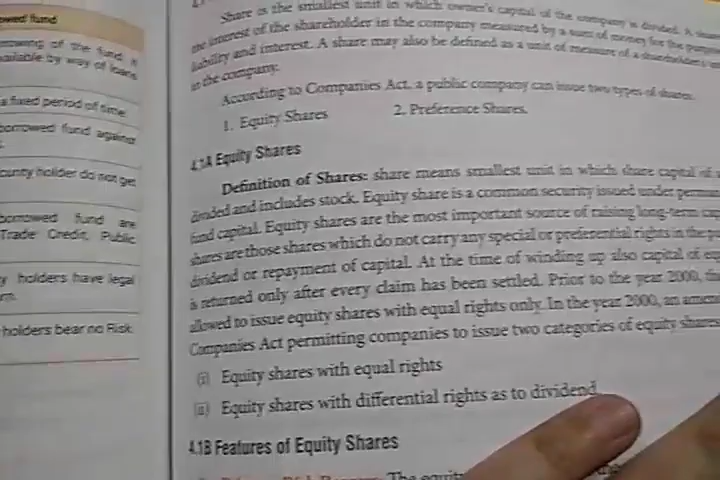 owed fund
owing of the fund is
available by way of loans
a fixed period of time.
borrowed fund against
curity holder do not get
borrowed fund are
Trade Credit, Public
y holders have legal
rm.
holders bear no Risk.
Share is the smallest unit in which owner's capital of the company is divided. A share
the interest of the shareholder in the company measured by a sum of money for the purpose
liability and interest. A share may also be defined as a unit of measure of a shareholder's
in the company.
According to Companies Act, a public company can issue two types of shares.
1. Equity Shares 2. Preference Shares.
4.1A Equity Shares
Definition of Shares: share means smallest unit in which share capital of a
divided and includes stock. Equity share is a common security issued under permanent
fund capital. Equity shares are the most important source of raising long-term
shares are those shares which do not carry any special or preferential rights in the
dividend or repayment of capital. At the time of winding up also capital of
is returned only after every claim has been settled. Prior to the year 2000,
allowed to issue equity shares with equal rights only. In the year 2000, an
Companies Act permitting companies to issue two categories of equity shares
(i) Equity shares with equal rights
(ii) Equity shares with differential rights as to dividend
4.1B Features of Equity Shares
The equity